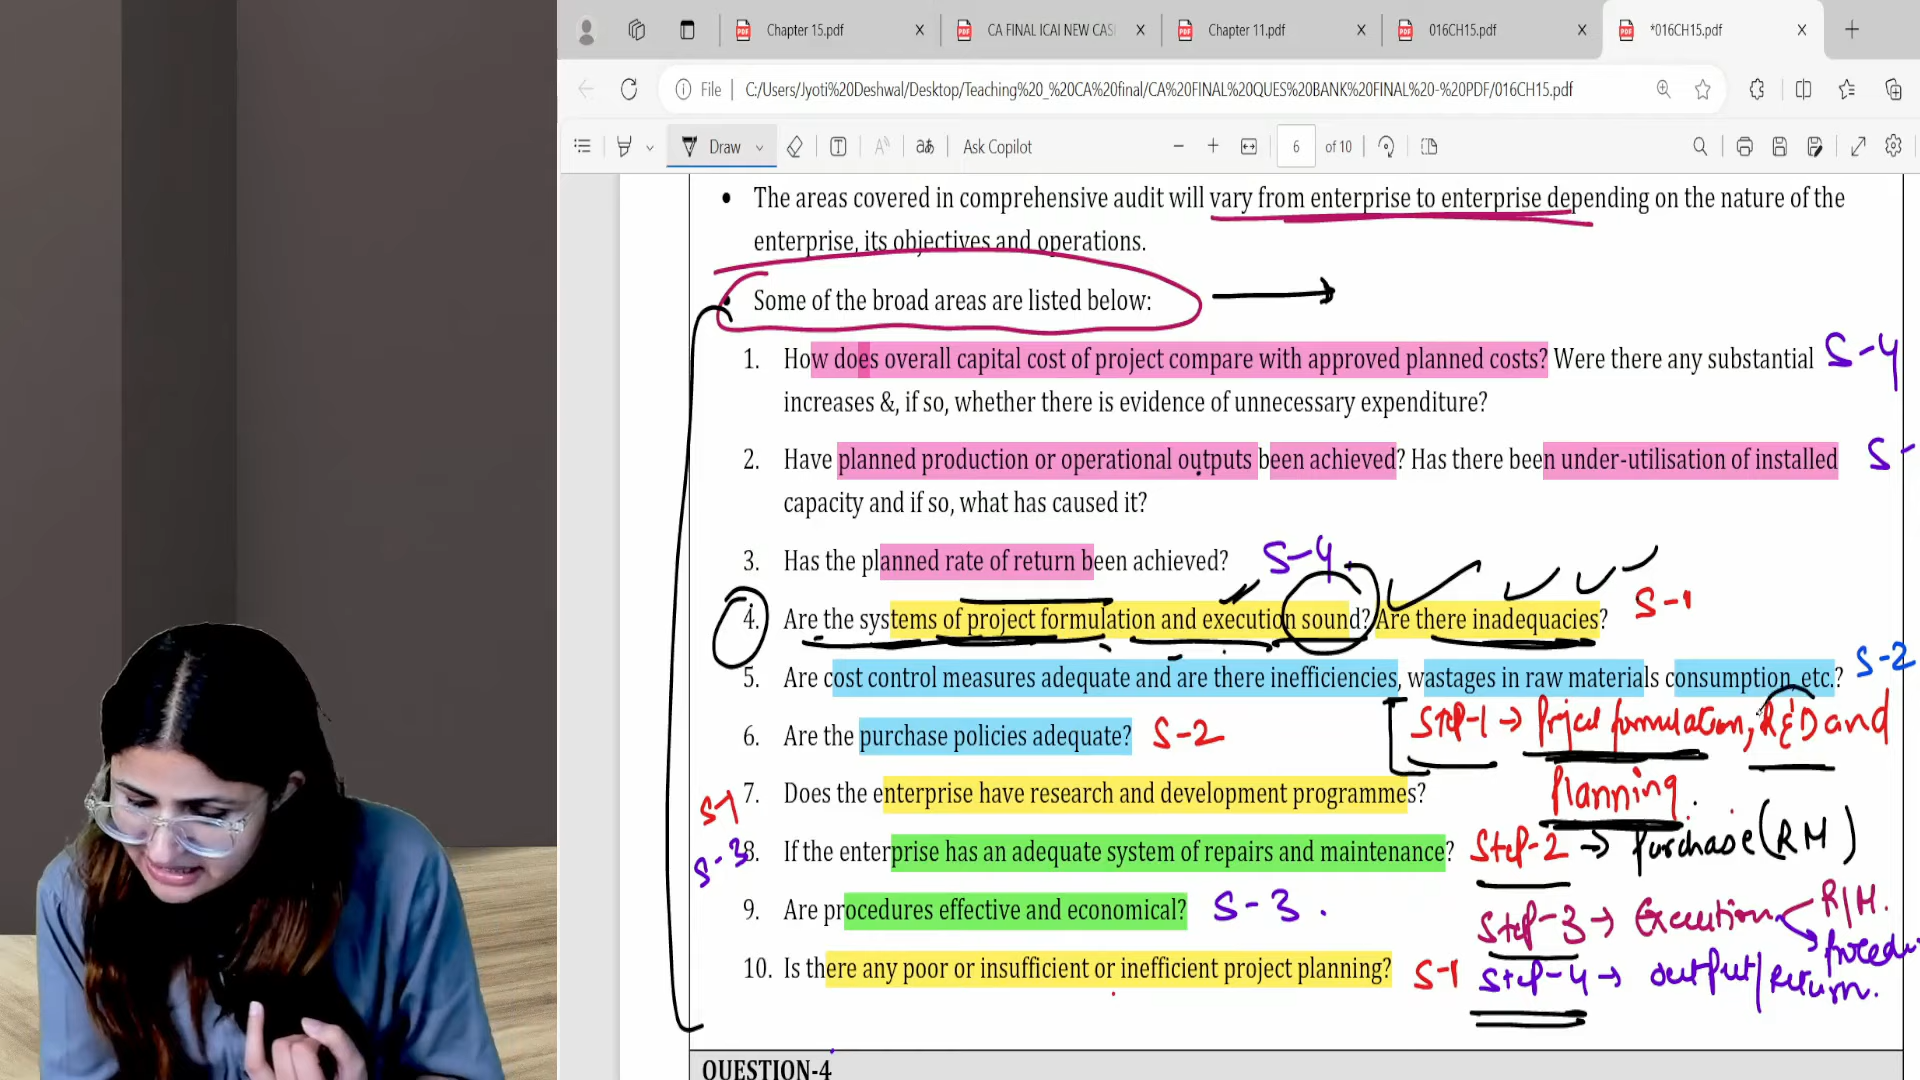 Chapter 15.pdf
CA FINAL ICAI NEW CAS
Chapter 11.pdf
016CH15.pdf
*016CH15.pdf
File
C:/Users/Jyoti%20Deshwal/Desktop/Teaching%20_%20CA%20final/CA%20FINAL%20QUES%20BANK%20FINAL%20-%20PDF/016CH15.pdf
Draw
Ask Copilot
6 of 10
• The areas covered in comprehensive audit will vary from enterprise to enterprise depending on the nature of the
enterprise, its objectives and operations.
• Some of the broad areas are listed below:
1. How does overall capital cost of project compare with approved planned costs? Were there any substantial S-4
increases &, if so, whether there is evidence of unnecessary expenditure?
2. Have planned production or operational outputs been achieved? Has there been under-utilisation of installed S-
capacity and if so, what has caused it?
3. Has the planned rate of return been achieved? S-4
4. Are the systems of project formulation and execution sound? Are there inadequacies? S-1
5. Are cost control measures adequate and are there inefficiencies, wastages in raw materials consumption, etc.? S-2
6. Are the purchase policies adequate? S-2
Step-1 → Project formulation, R&D and
Planning.
S-1 7. Does the enterprise have research and development programmes?
S-3 8. If the enterprise has an adequate system of repairs and maintenance?
Step-2 → Purchase (RM)
9. Are procedures effective and economical? S-3.
Step-3 → Execution R/M.
10. Is there any poor or insufficient or inefficient project planning? S-1
Step-4 → output/Return.
QUESTION-4